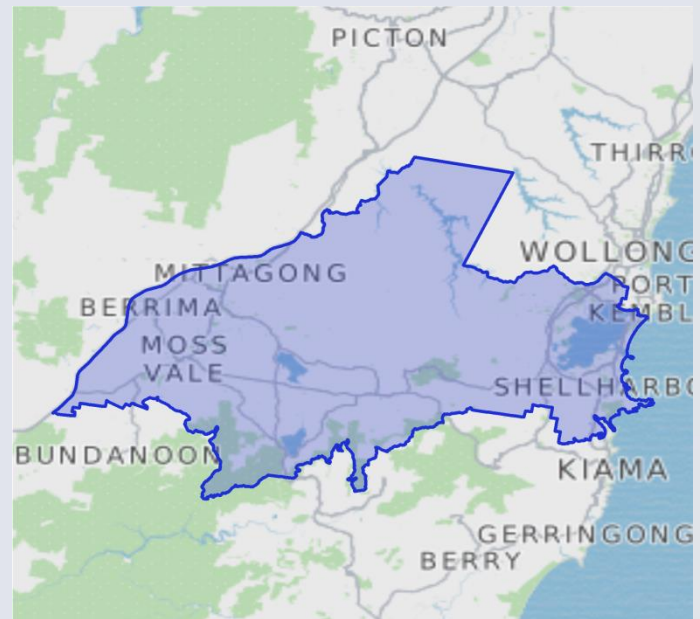 PICTON
THIRR
WOLLONG
MITTAGONG
PORT
KEMBL
BERRIMA
MOSS
VALE
SHELLHARBO
BUNDANOON
KIAMA
GERRINGONG
BERRY